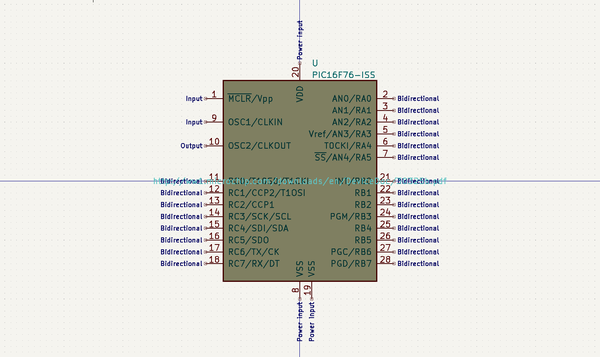 Power input
U
PIC16F76-ISS
20
VDD
Input 1 MCLR/Vpp AN0/RA0 2 Bidirectional
AN1/RA1 3 Bidirectional
Input 9 OSC1/CLKIN AN2/RA2 4 Bidirectional
Vref/AN3/RA3 5 Bidirectional
Output 10 OSC2/CLKOUT T0CKI/RA4 6 Bidirectional
SS/AN4/RA5 7 Bidirectional
Bidirectional 11 21 Bidirectional
Bidirectional 12 RC1/CCP2/T1OSI RB1 22 Bidirectional
Bidirectional 13 RC2/CCP1 RB2 23 Bidirectional
Bidirectional 14 RC3/SCK/SCL PGM/RB3 24 Bidirectional
Bidirectional 15 RC4/SDI/SDA RB4 25 Bidirectional
Bidirectional 16 RC5/SDO RB5 26 Bidirectional
Bidirectional 17 RC6/TX/CK PGC/RB6 27 Bidirectional
Bidirectional 18 RC7/RX/DT PGD/RB7 28 Bidirectional
VSS VSS
8 19
Power input Power input